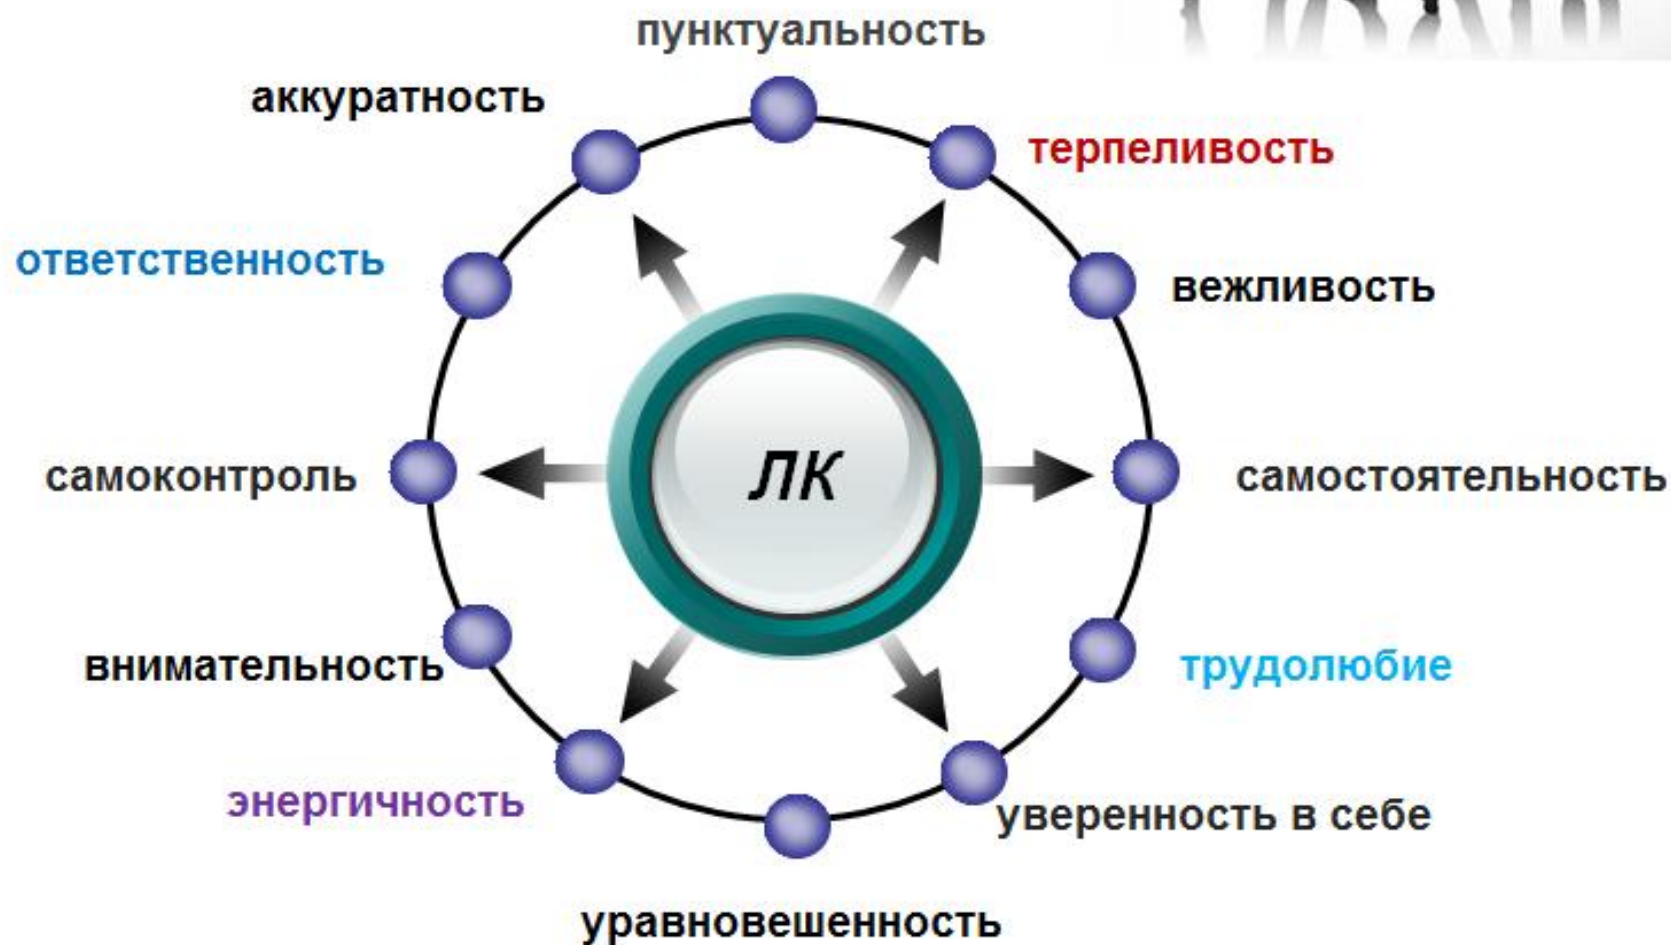 пунктуальность
аккуратность
терпеливость
ответственность
вежливость
ЛК
самоконтроль
самостоятельность
внимательность
трудолюбие
энергичность
уверенность в себе
уравновешенность